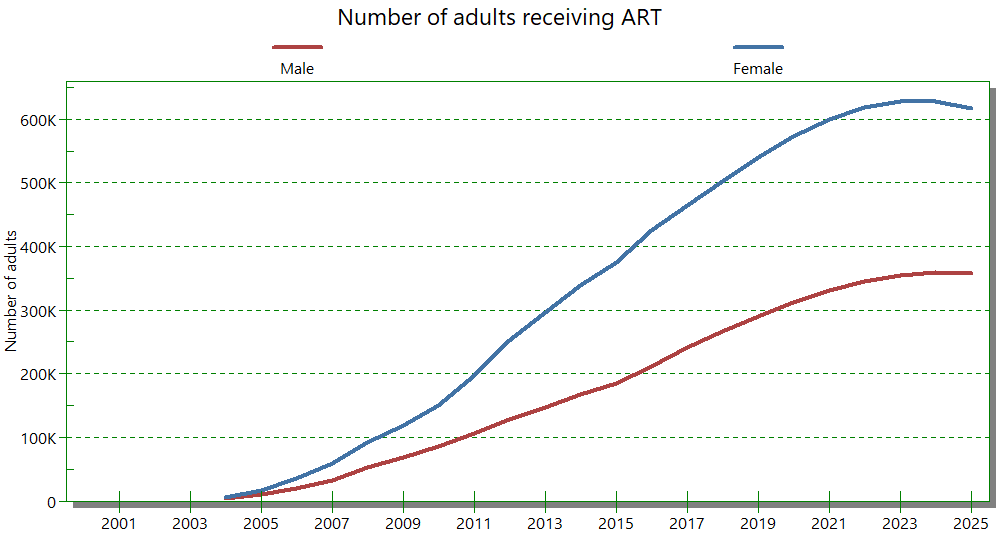 Number of adults receiving ART
Male
Female
Number of adults
600K
500K
400K
300K
200K
100K
0
2001 2003 2005 2007 2009 2011 2013 2015 2017 2019 2021 2023 2025